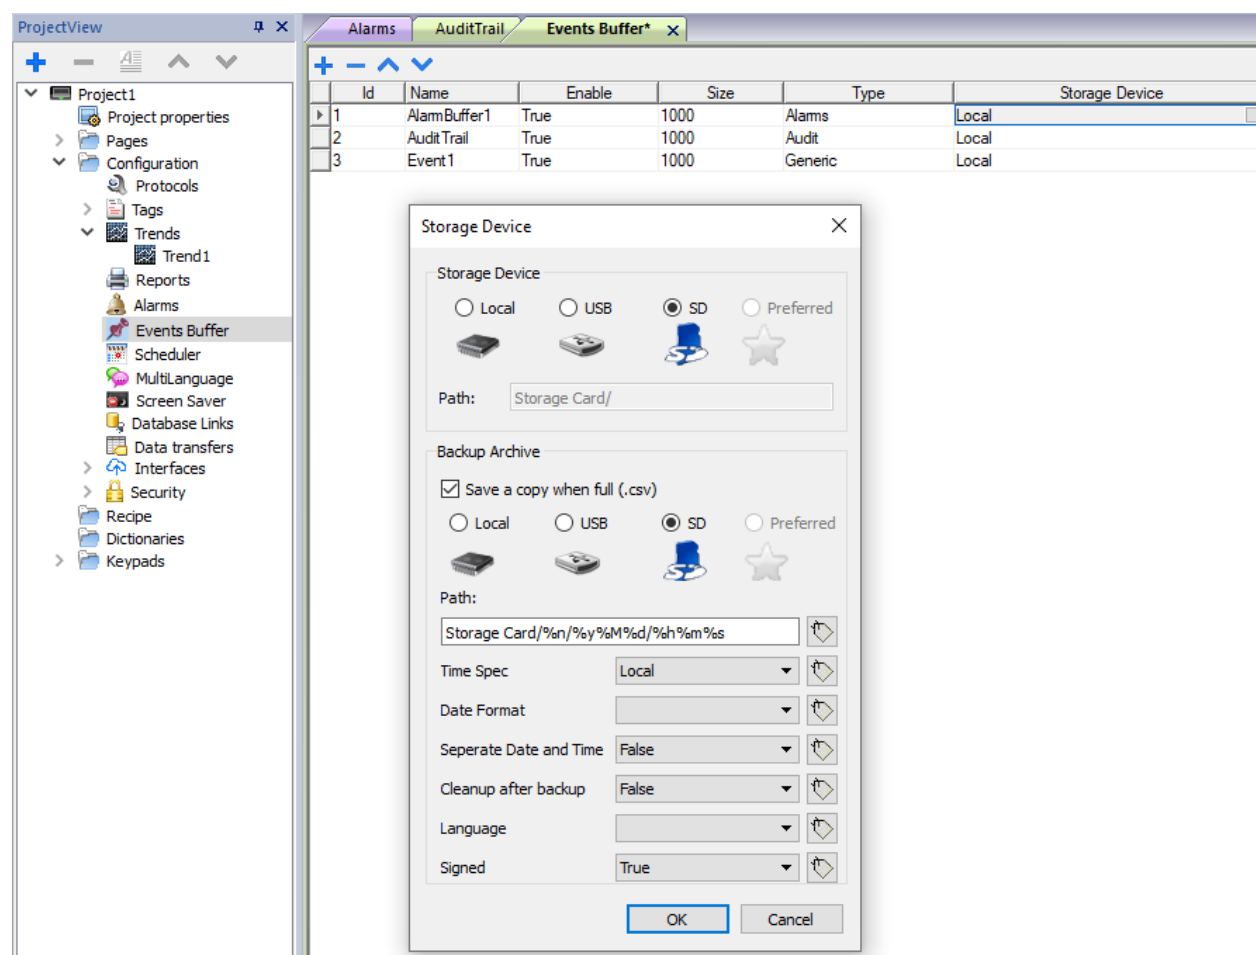 ProjectView
Project1
Project properties
Pages
Configuration
Protocols
Tags
Trends
Trend1
Reports
Alarms
Events Buffer
Scheduler
MultiLanguage
Screen Saver
Database Links
Data transfers
Interfaces
Security
Recipe
Dictionaries
Keypads
Alarms AuditTrail Events Buffer*
Id Name Enable Size Type Storage Device
1 AlarmBuffer1 True 1000 Alarms Local
2 AuditTrail True 1000 Audit Local
3 Event1 True 1000 Generic Local
Storage Device
Storage Device
Local USB SD Preferred
Path: Storage Card/
Backup Archive
Save a copy when full (.csv)
Local USB SD Preferred
Path:
Storage Card/%n/%y%M%d/%h%m%s
Time Spec Local
Date Format
Seperate Date and Time False
Cleanup after backup False
Language
Signed True
OK Cancel